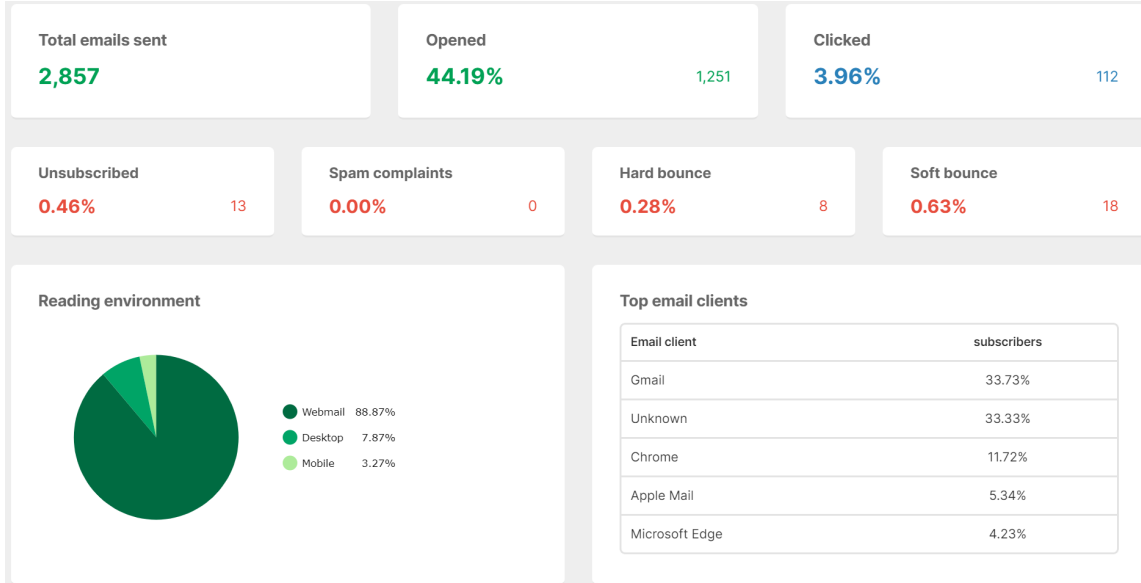 Total emails sent
2,857
Opened
44.19% 1,251
Clicked
3.96% 112
Unsubscribed
0.46% 13
Spam complaints
0.00% 0
Hard bounce
0.28% 8
Soft bounce
0.63% 18
Reading environment
Webmail 88.87%
Desktop 7.87%
Mobile 3.27%
Top email clients
Email client subscribers
Gmail 33.73%
Unknown 33.33%
Chrome 11.72%
Apple Mail 5.34%
Microsoft Edge 4.23%